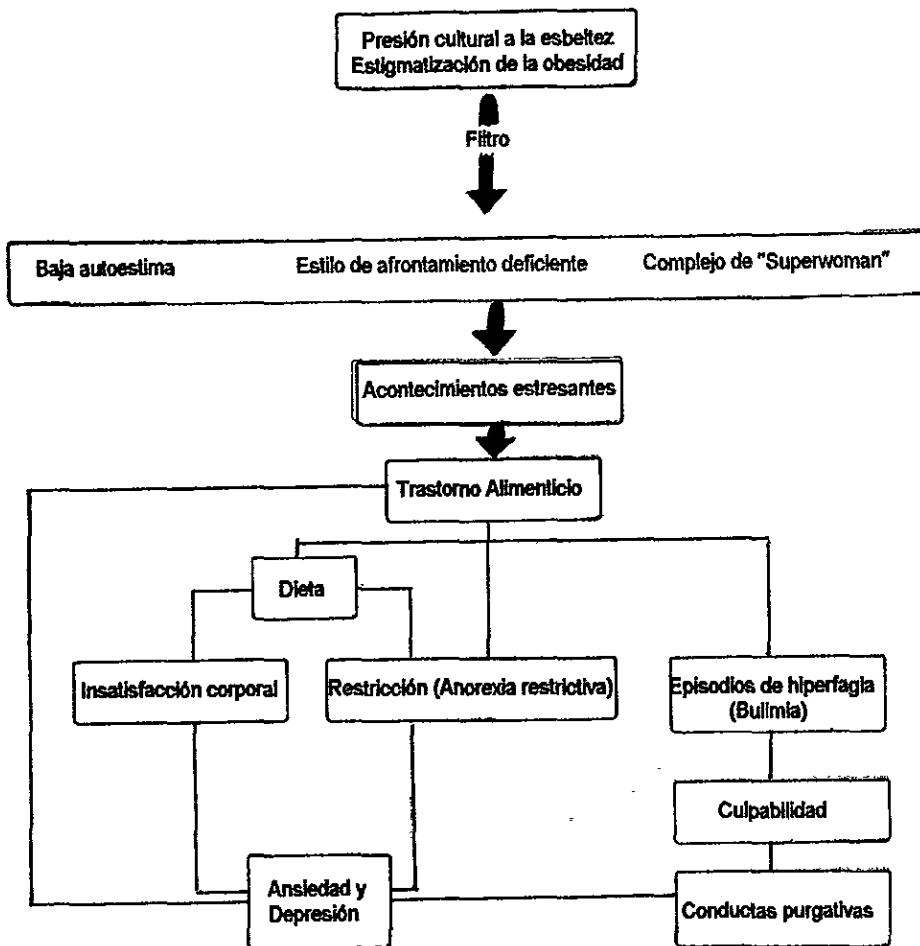 Presión cultural a la esbeltez
Estigmatización de la obesidad
Filtro
Baja autoestima Estilo de afrontamiento deficiente Complejo de "Superwoman"
Acontecimientos estresantes
Trastorno Alimenticio
Dieta
Insatisfacción corporal Restricción (Anorexia restrictiva) Episodios de hiperfagia
(Bulimia)
Culpabilidad
Ansiedad y
Depresión
Conductas purgativas